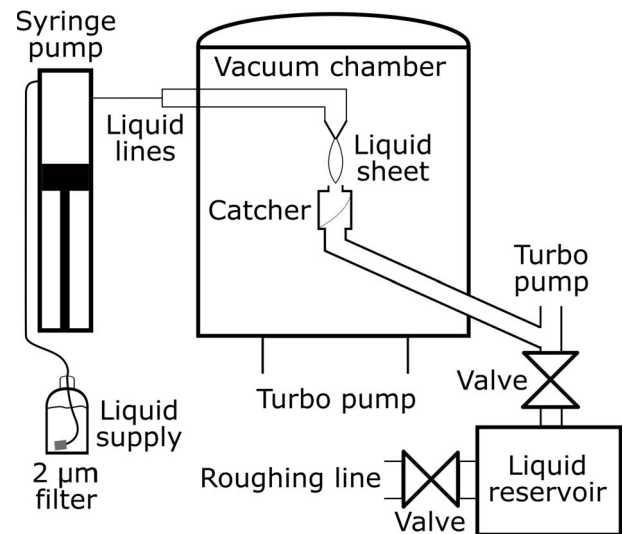 Syringe
pump
Vacuum chamber
Liquid
lines
Liquid
sheet
Catcher
Turbo
pump
Turbo pump
Valve
Liquid
supply
2 µm
filter
Roughing line
Valve
Liquid
reservoir